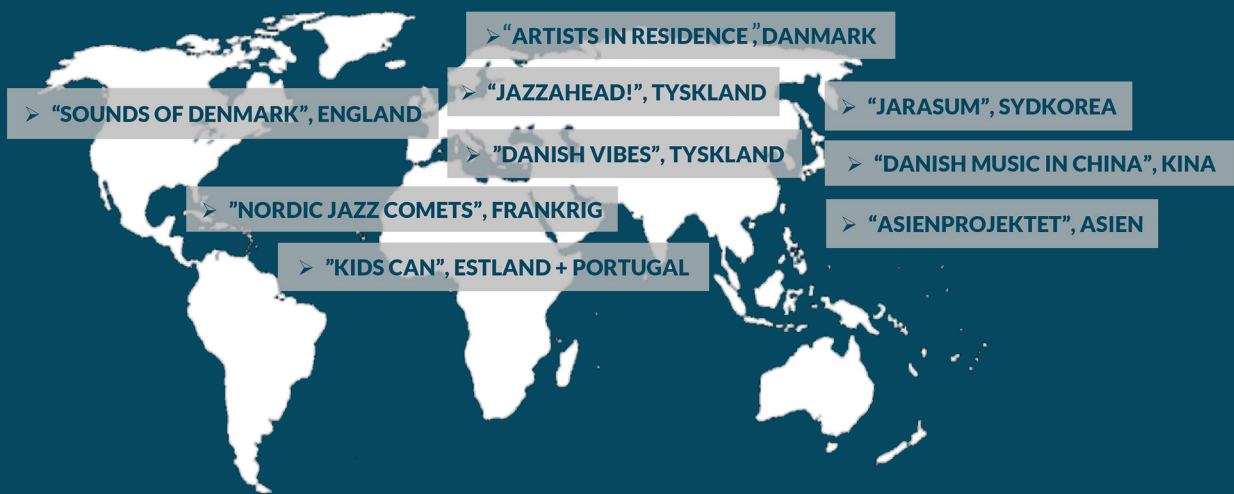 ➢ “ARTISTS IN RESIDENCE”, DANMARK
➢ “JAZZAHEAD!”, TYSKLAND
➢ “SOUNDS OF DENMARK”, ENGLAND
➢ “JARASUM”, SYDKOREA
➢ ”DANISH VIBES”, TYSKLAND
➢ “DANISH MUSIC IN CHINA”, KINA
➢ ”NORDIC JAZZ COMETS”, FRANKRIG
➢ “ASIENPROJEKTET”, ASIEN
➢ ”KIDS CAN”, ESTLAND + PORTUGAL